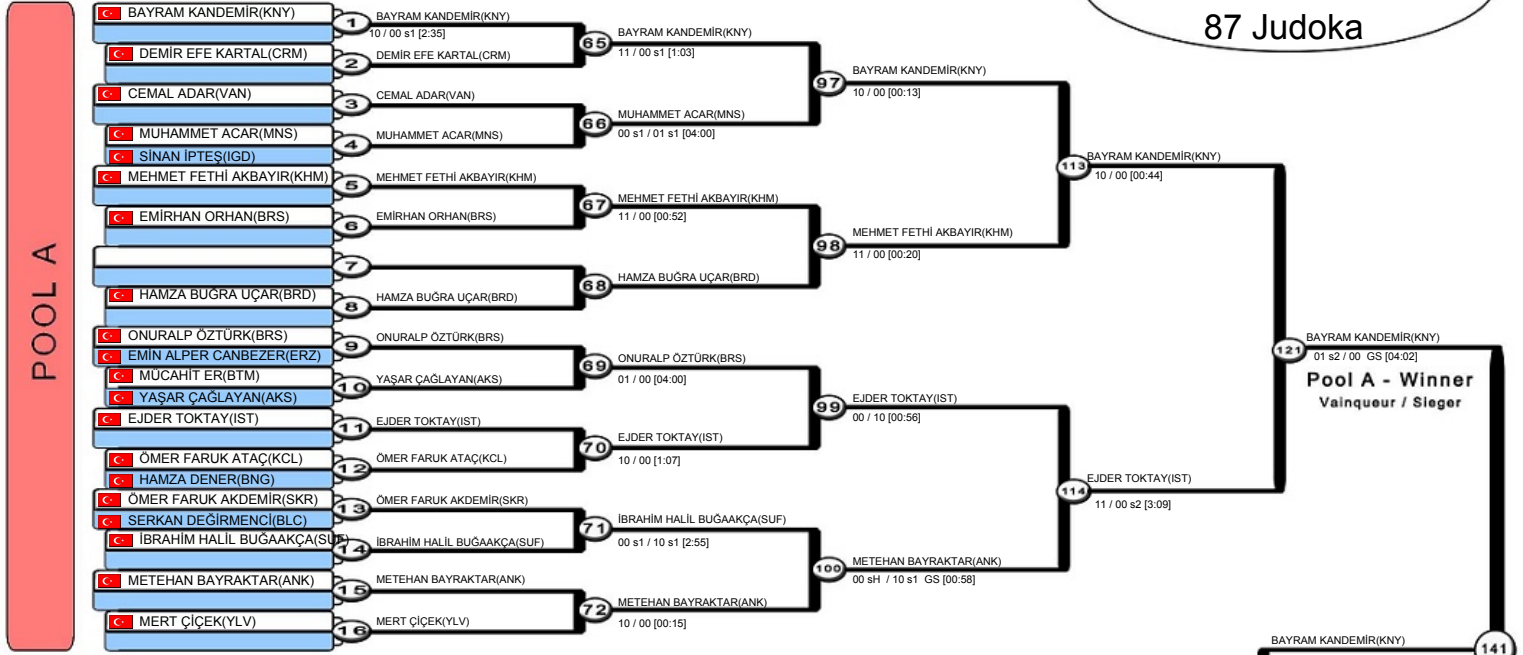 87 Judoka
POOL A
BAYRAM KANDEMİR(KNY)
DEMİR EFE KARTAL(CRM)
CEMAL ADAR(VAN)
MUHAMMET ACAR(MNS)
SİNAN İPTEŞ(IGD)
MEHMET FETHİ AKBAYIR(KHM)
EMİRHAN ORHAN(BRS)
HAMZA BUĞRA UÇAR(BRD)
ONURALP ÖZTÜRK(BRS)
EMİN ALPER CANBEZER(ERZ)
MÜCAHİT ER(BTM)
YAŞAR ÇAĞLAYAN(AKS)
EJDER TOKTAY(IST)
ÖMER FARUK ATAÇ(KCL)
HAMZA DENER(BNG)
ÖMER FARUK AKDEMİR(SKR)
SERKAN DEĞİRMENCİ(BLC)
İBRAHİM HALİL BUĞAAKÇA(SUF)
METEHAN BAYRAKTAR(ANK)
MERT ÇİÇEK(YLV)
1
BAYRAM KANDEMİR(KNY)
10 / 00 s1 [2:35]
2
DEMİR EFE KARTAL(CRM)
3
CEMAL ADAR(VAN)
4
MUHAMMET ACAR(MNS)
5
MEHMET FETHİ AKBAYIR(KHM)
6
EMİRHAN ORHAN(BRS)
7
8
HAMZA BUĞRA UÇAR(BRD)
9
ONURALP ÖZTÜRK(BRS)
10
YAŞAR ÇAĞLAYAN(AKS)
11
EJDER TOKTAY(IST)
12
ÖMER FARUK ATAÇ(KCL)
13
ÖMER FARUK AKDEMİR(SKR)
14
İBRAHİM HALİL BUĞAAKÇA(SUF)
15
METEHAN BAYRAKTAR(ANK)
16
MERT ÇİÇEK(YLV)
65
BAYRAM KANDEMİR(KNY)
11 / 00 s1 [1:03]
66
MUHAMMET ACAR(MNS)
00 s1 / 01 s1 [04:00]
67
MEHMET FETHİ AKBAYIR(KHM)
11 / 00 [00:52]
68
HAMZA BUĞRA UÇAR(BRD)
69
ONURALP ÖZTÜRK(BRS)
01 / 00 [04:00]
70
EJDER TOKTAY(IST)
10 / 00 [1:07]
71
İBRAHİM HALİL BUĞAAKÇA(SUF)
00 s1 / 10 s1 [2:55]
72
METEHAN BAYRAKTAR(ANK)
10 / 00 [00:15]
97
BAYRAM KANDEMİR(KNY)
10 / 00 [00:13]
98
MEHMET FETHİ AKBAYIR(KHM)
11 / 00 [00:20]
99
EJDER TOKTAY(IST)
00 / 10 [00:56]
100
METEHAN BAYRAKTAR(ANK)
00 sH / 10 s1 GS [00:58]
113
BAYRAM KANDEMİR(KNY)
10 / 00 [00:44]
114
EJDER TOKTAY(IST)
11 / 00 s2 [3:09]
121
BAYRAM KANDEMİR(KNY)
01 s2 / 00 GS [04:02]
Pool A - Winner
Vainqueur / Sieger
BAYRAM KANDEMİR(KNY)
141